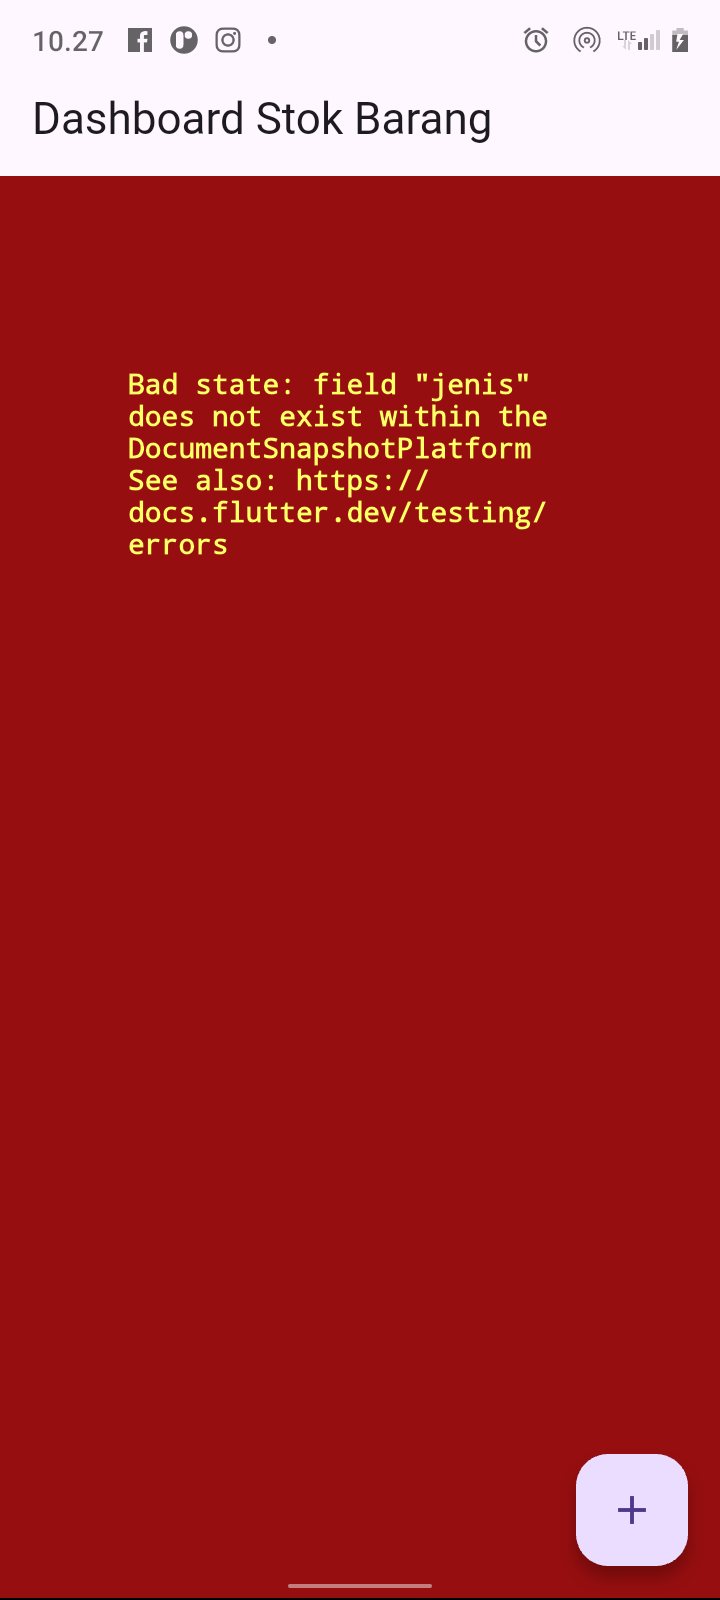 10.27
LTE
Dashboard Stok Barang
Bad state: field "jenis"
does not exist within the
DocumentSnapshotPlatform
See also: https://
docs.flutter.dev/testing/
errors